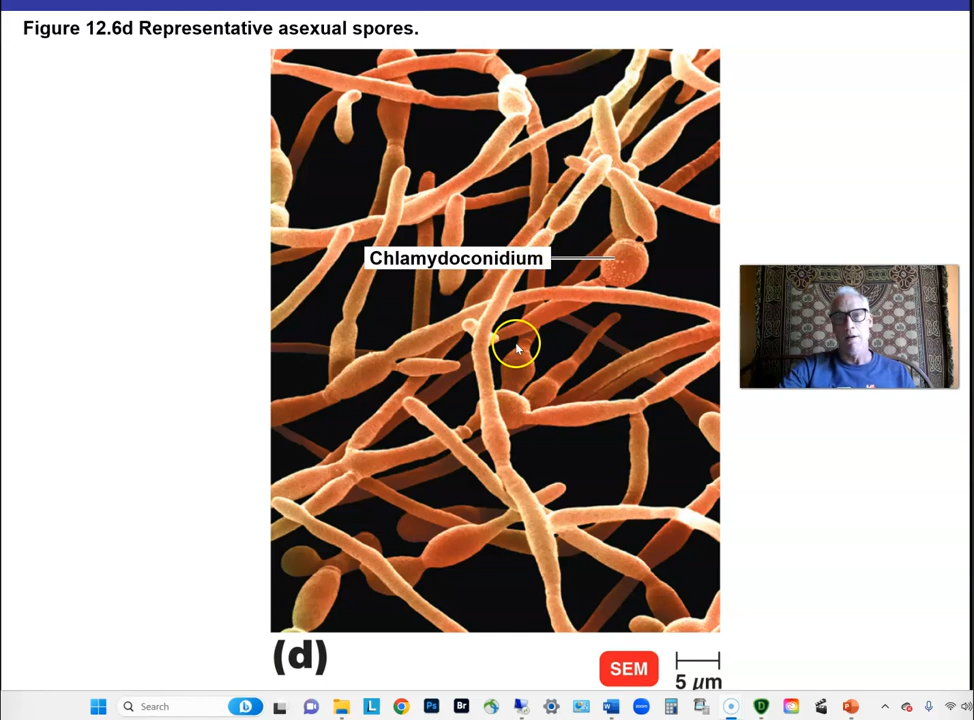 Figure 12.6d Representative asexual spores.
Chlamydoconidium
(d)
SEM
5 μm
Search